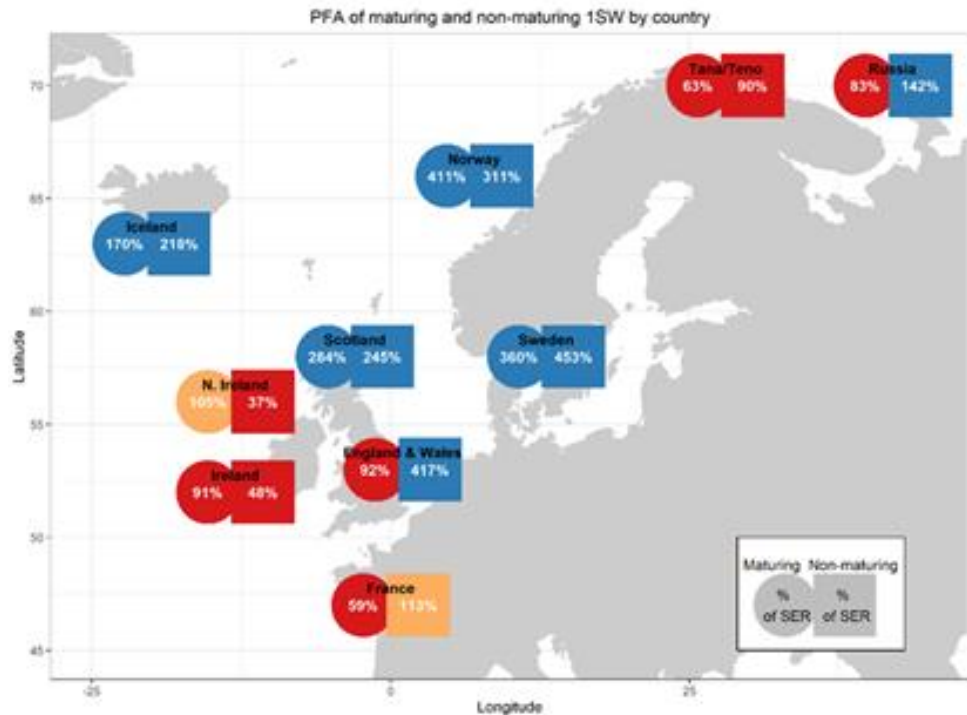 PFA of maturing and non-maturing 1SW by country
70
65
60
55
50
45
Latitude
Tana/Teno
63% 90%
Russia
83% 142%
Norway
411% 311%
Iceland
170% 218%
Scotland
284% 245%
Sweden
360% 453%
N. Ireland
105% 37%
England & Wales
92% 417%
Ireland
91% 48%
France
59% 113%
Maturing Non-maturing
% %
of SER of SER
-25 0 25
Longitude